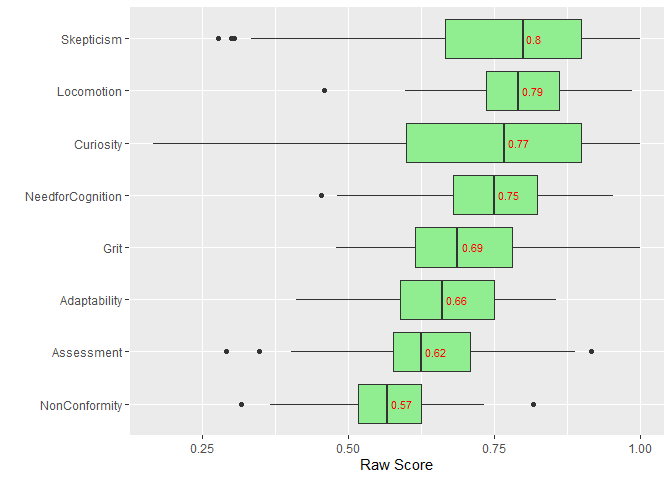 Skepticism 0.8
Locomotion 0.79
Curiosity 0.77
NeedforCognition 0.75
Grit 0.69
Adaptability 0.66
Assessment 0.62
NonConformity 0.57
0.25 0.50 0.75 1.00
Raw Score